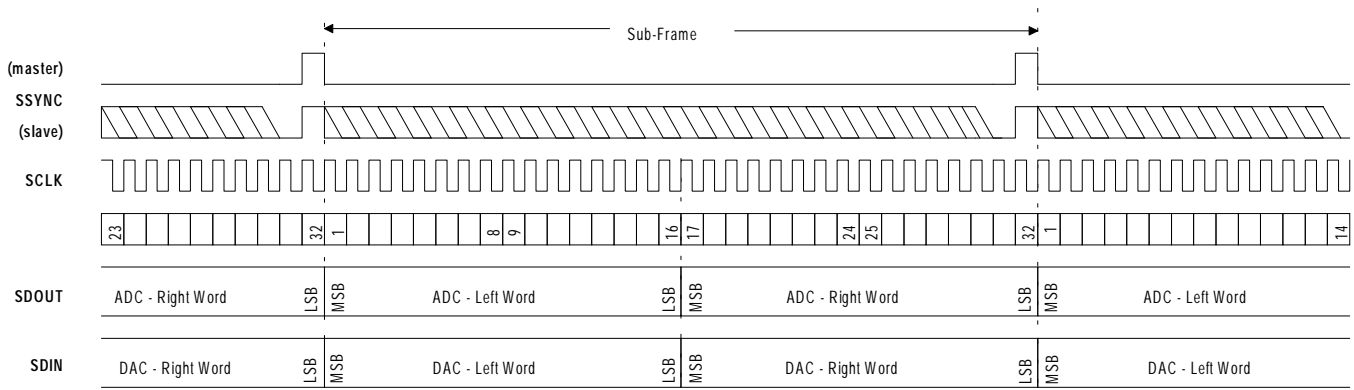 Sub-Frame
(master)
SSYNC
(slave)
SCLK
23 32 1 8 9 16 17 24 25 32 1 14
SDOUT ADC - Right Word LSB MSB ADC - Left Word LSB MSB ADC - Right Word LSB MSB ADC - Left Word
SDIN DAC - Right Word LSB MSB DAC - Left Word LSB MSB DAC - Right Word LSB MSB DAC - Left Word